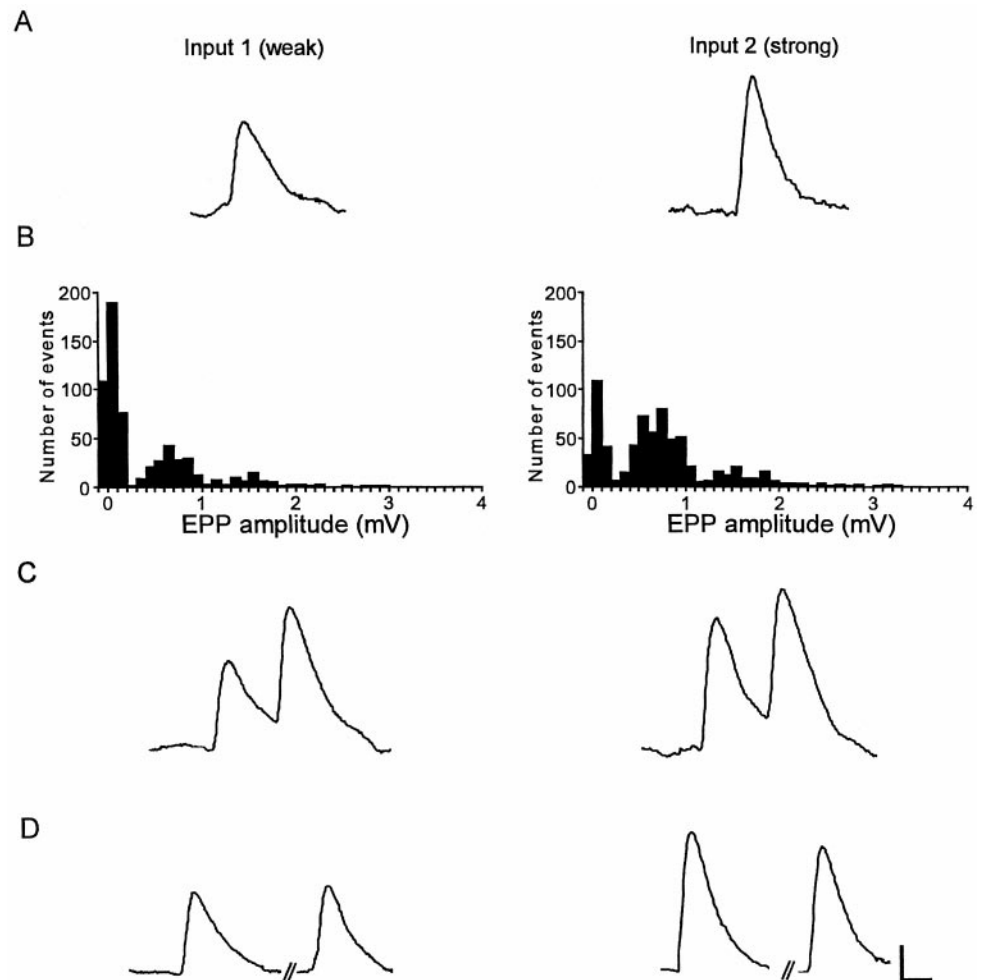 A
Input 1 (weak)
Input 2 (strong)
B
Number of events
200
150
100
50
0
0 1 2 3 4
EPP amplitude (mV)
Number of events
200
150
100
50
0
0 1 2 3 4
EPP amplitude (mV)
C
D